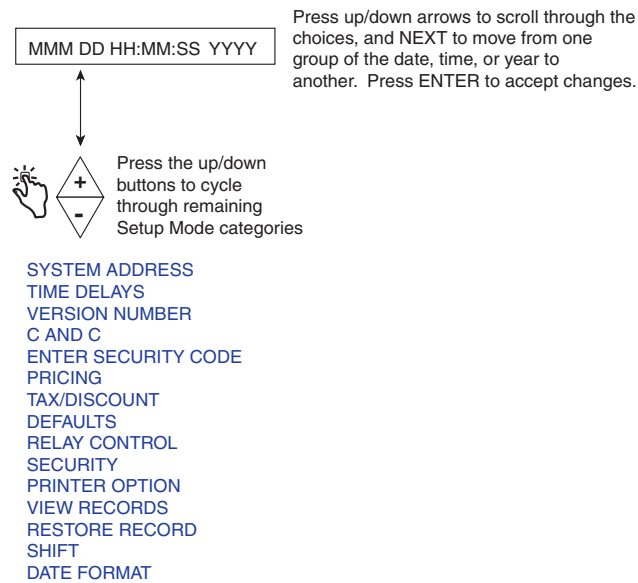 Press up/down arrows to scroll through the
choices, and NEXT to move from one
group of the date, time, or year to
another. Press ENTER to accept changes.
MMM DD HH:MM:SS YYYY
+
-
Press the up/down
buttons to cycle
through remaining
Setup Mode categories
SYSTEM ADDRESS
TIME DELAYS
VERSION NUMBER
C AND C
ENTER SECURITY CODE
PRICING
TAX/DISCOUNT
DEFAULTS
RELAY CONTROL
SECURITY
PRINTER OPTION
VIEW RECORDS
RESTORE RECORD
SHIFT
DATE FORMAT